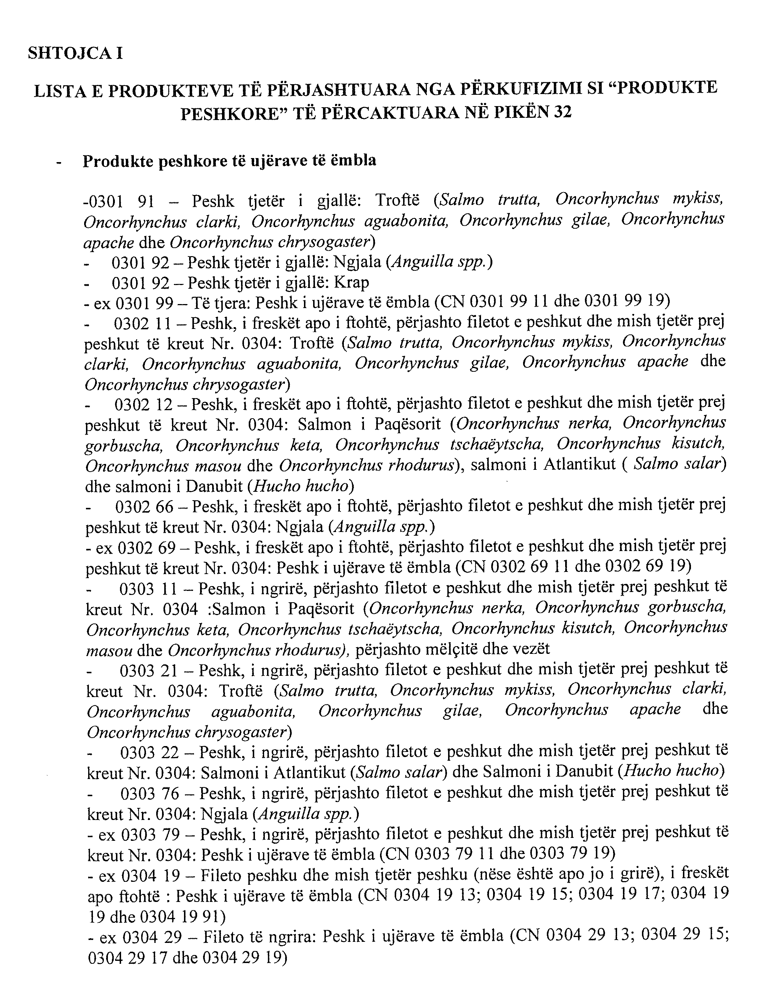 SHTOJCA I
LISTA E PRODUKTEVE TË PËRJASHTUARA NGA PËRKUFIZIMI SI “PRODUKTE
PESHKORE” TË PËRCAKTUARA NË PIKËN 32
- Produkte peshkore të ujërave të ëmbla
-0301 91 – Peshk tjetër i gjallë: Troftë (Salmo trutta, Oncorhynchus mykiss,
Oncorhynchus clarki, Oncorhynchus aguabonita, Oncorhynchus gilae, Oncorhynchus
apache dhe Oncorhynchus chrysogaster)
- 0301 92 – Peshk tjetër i gjallë: Ngjala (Anguilla spp.)
- 0301 92 – Peshk tjetër i gjallë: Krap
- ex 0301 99 – Të tjera: Peshk i ujërave të ëmbla (CN 0301 99 11 dhe 0301 99 19)
- 0302 11 – Peshk, i freskët apo i ftohtë, përjashto filetot e peshkut dhe mish tjetër prej
peshkut të kreut Nr. 0304: Troftë (Salmo trutta, Oncorhynchus mykiss, Oncorhynchus
clarki, Oncorhynchus aguabonita, Oncorhynchus gilae, Oncorhynchus apache dhe
Oncorhynchus chrysogaster)
- 0302 12 – Peshk, i freskët apo i ftohtë, përjashto filetot e peshkut dhe mish tjetër prej
peshkut të kreut Nr. 0304: Salmon i Paqësorit (Oncorhynchus nerka, Oncorhynchus
gorbuscha, Oncorhynchus keta, Oncorhynchus tschaëytscha, Oncorhynchus kisutch,
Oncorhynchus masou dhe Oncorhynchus rhodurus), salmoni i Atlantikut ( Salmo salar)
dhe salmoni i Danubit (Hucho hucho)
- 0302 66 – Peshk, i freskët apo i ftohtë, përjashto filetot e peshkut dhe mish tjetër prej
peshkut të kreut Nr. 0304: Ngjala (Anguilla spp.)
- ex 0302 69 – Peshk, i freskët apo i ftohtë, përjashto filetot e peshkut dhe mish tjetër prej
peshkut të kreut Nr. 0304: Peshk i ujërave të ëmbla (CN 0302 69 11 dhe 0302 69 19)
- 0303 11 – Peshk, i ngrirë, përjashto filetot e peshkut dhe mish tjetër prej peshkut të
kreut Nr. 0304 :Salmon i Paqësorit (Oncorhynchus nerka, Oncorhynchus gorbuscha,
Oncorhynchus keta, Oncorhynchus tschaëytscha, Oncorhynchus kisutch, Oncorhynchus
masou dhe Oncorhynchus rhodurus), përjashto mëlçitë dhe vezët
- 0303 21 – Peshk, i ngrirë, përjashto filetot e peshkut dhe mish tjetër prej peshkut të
kreut Nr. 0304: Troftë (Salmo trutta, Oncorhynchus mykiss, Oncorhynchus clarki,
Oncorhynchus aguabonita, Oncorhynchus gilae, Oncorhynchus apache dhe
Oncorhynchus chrysogaster)
- 0303 22 – Peshk, i ngrirë, përjashto filetot e peshkut dhe mish tjetër prej peshkut të
kreut Nr. 0304: Salmoni i Atlantikut (Salmo salar) dhe Salmoni i Danubit (Hucho hucho)
- 0303 76 – Peshk, i ngrirë, përjashto filetot e peshkut dhe mish tjetër prej peshkut të
kreut Nr. 0304: Ngjala (Anguilla spp.)
- ex 0303 79 – Peshk, i ngrirë, përjashto filetot e peshkut dhe mish tjetër prej peshkut të
kreut Nr. 0304: Peshk i ujërave të ëmbla (CN 0303 79 11 dhe 0303 79 19)
- ex 0304 19 – Fileto peshku dhe mish tjetër peshku (nëse është apo jo i grirë), i freskët
apo ftohtë : Peshk i ujërave të ëmbla (CN 0304 19 13; 0304 19 15; 0304 19 17; 0304 19
19 dhe 0304 19 91)
- ex 0304 29 – Fileto të ngrira: Peshk i ujërave të ëmbla (CN 0304 29 13; 0304 29 15;
0304 29 17 dhe 0304 29 19)